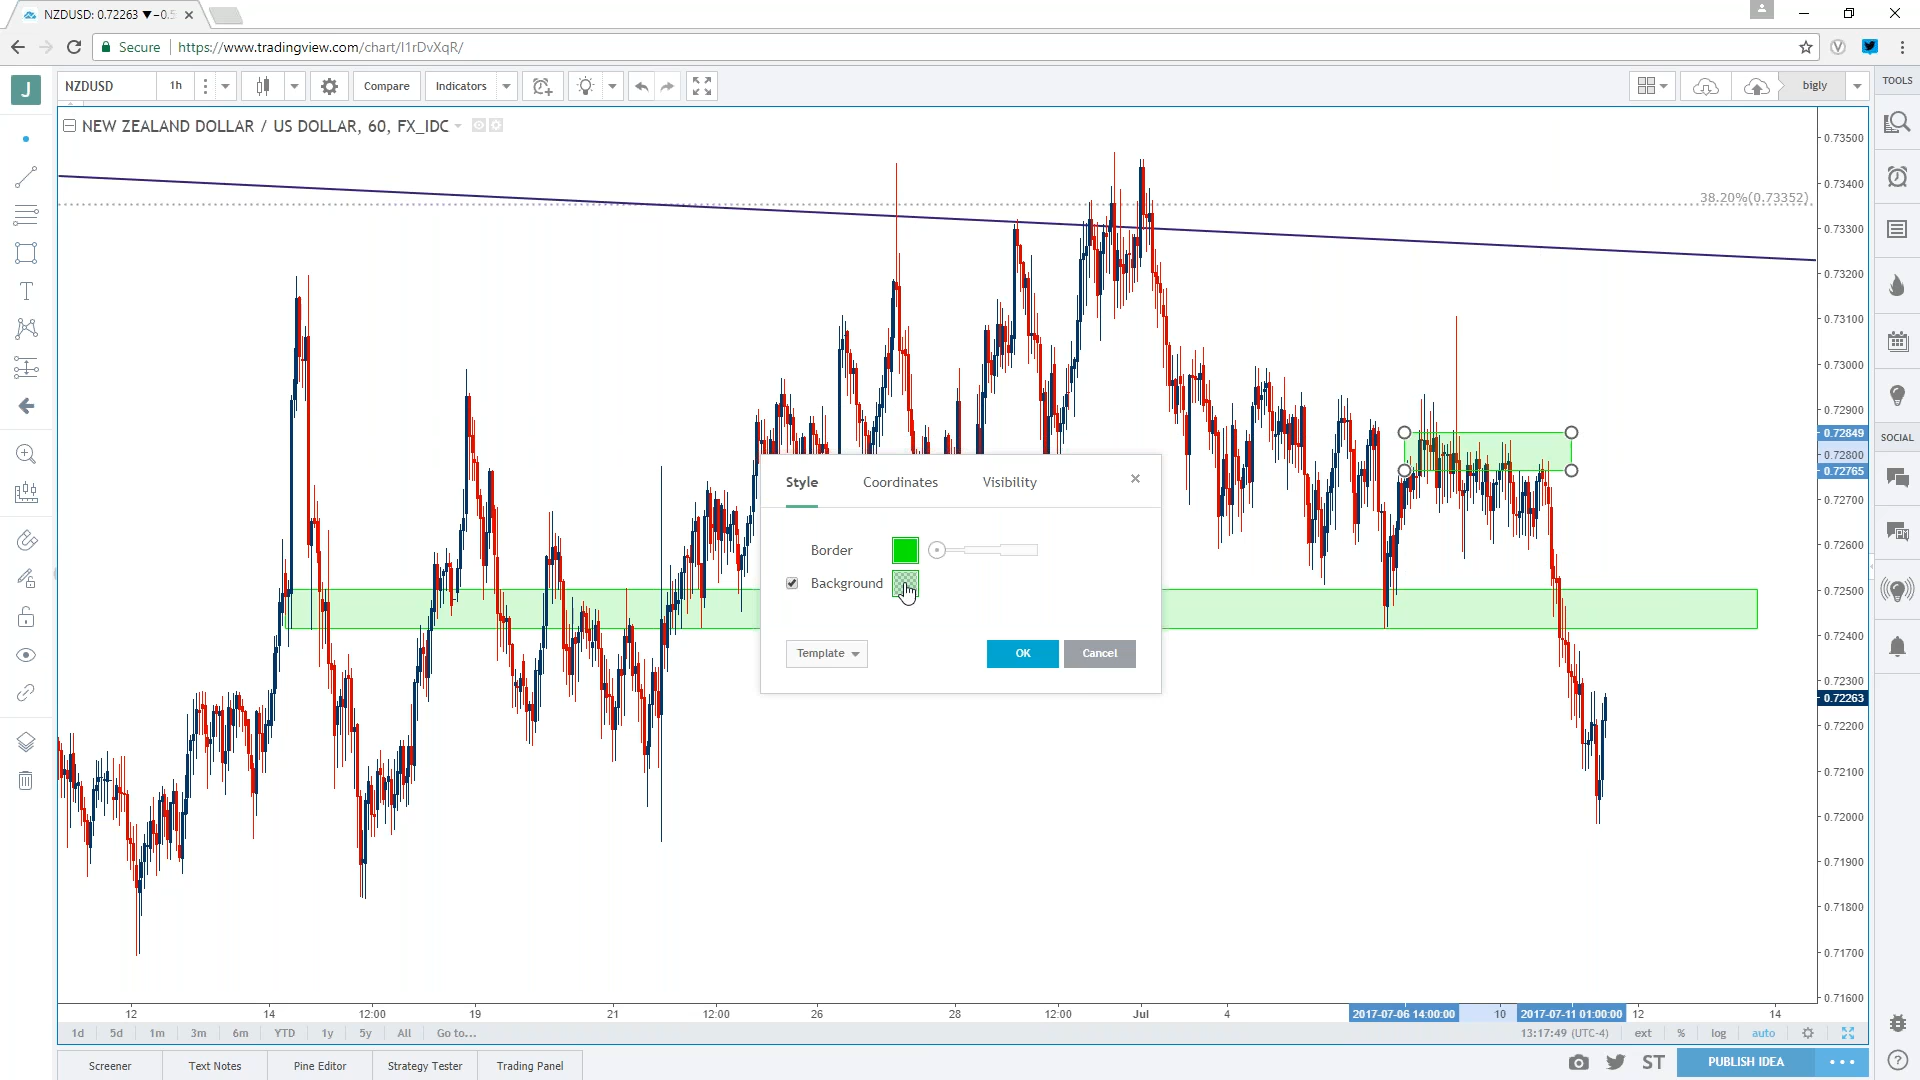 NZDUSD: 0.72263 ▼−0.5
Secure
https://www.tradingview.com/chart/I1rDvXqR/
J
NZDUSD
1h
Compare
Indicators
bigly
TOOLS
NEW ZEALAND DOLLAR / US DOLLAR, 60, FX_IDC
38.20%(0.73352)
0.73500
0.73400
0.73300
0.73200
0.73100
0.73000
0.72900
0.72849
0.72800
0.72765
0.72700
0.72600
0.72500
0.72400
0.72300
0.72263
0.72200
0.72100
0.72000
0.71900
0.71800
0.71700
0.71600
SOCIAL
Style
Coordinates
Visibility
Border
Background
Template
OK
Cancel
12
14
12:00
19
21
12:00
26
28
12:00
Jul
4
2017-07-06 14:00:00
10
2017-07-11 01:00:00
12
14
1d
5d
1m
3m
6m
YTD
1y
5y
All
Go to...
13:17:49 (UTC-4)
ext
%
log
auto
Screener
Text Notes
Pine Editor
Strategy Tester
Trading Panel
ST
PUBLISH IDEA